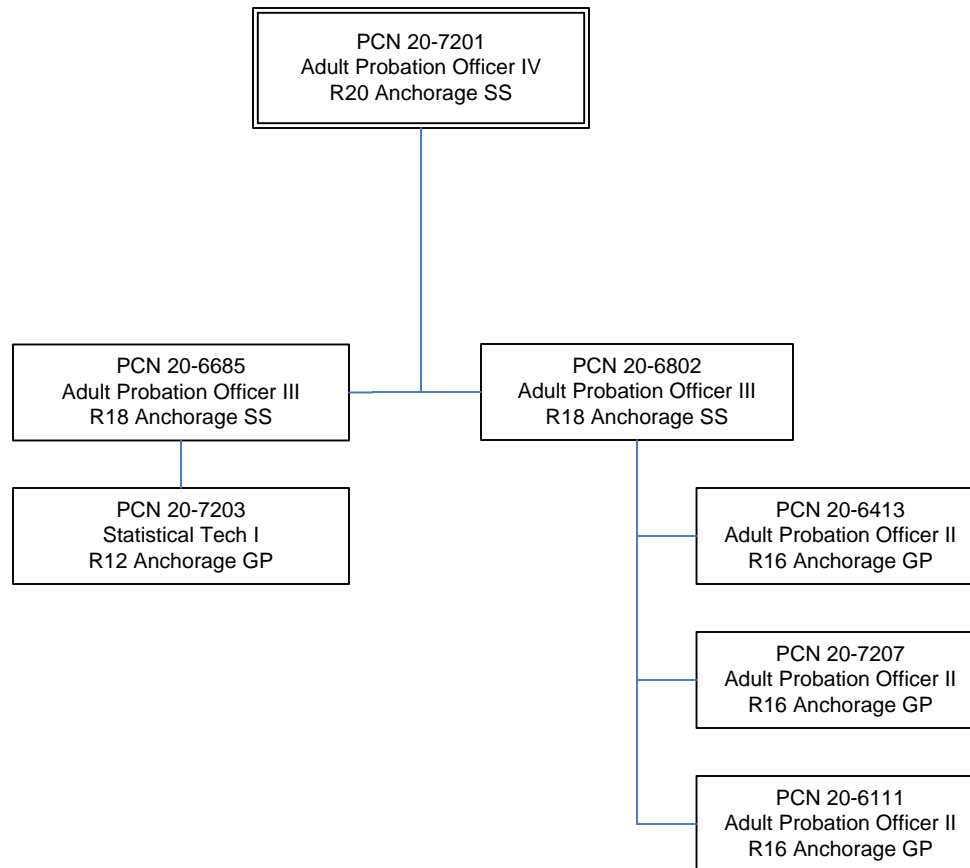 PCN 20-7201
Adult Probation Officer IV
R20 Anchorage SS
PCN 20-6685
Adult Probation Officer III
R18 Anchorage SS
PCN 20-6802
Adult Probation Officer III
R18 Anchorage SS
PCN 20-7203
Statistical Tech I
R12 Anchorage GP
PCN 20-6413
Adult Probation Officer II
R16 Anchorage GP
PCN 20-7207
Adult Probation Officer II
R16 Anchorage GP
PCN 20-6111
Adult Probation Officer II
R16 Anchorage GP